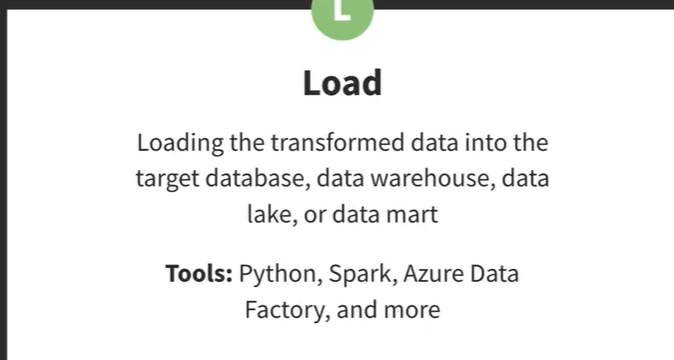 L
Load
Loading the transformed data into the
target database, data warehouse, data
lake, or data mart
Tools: Python, Spark, Azure Data
Factory, and more